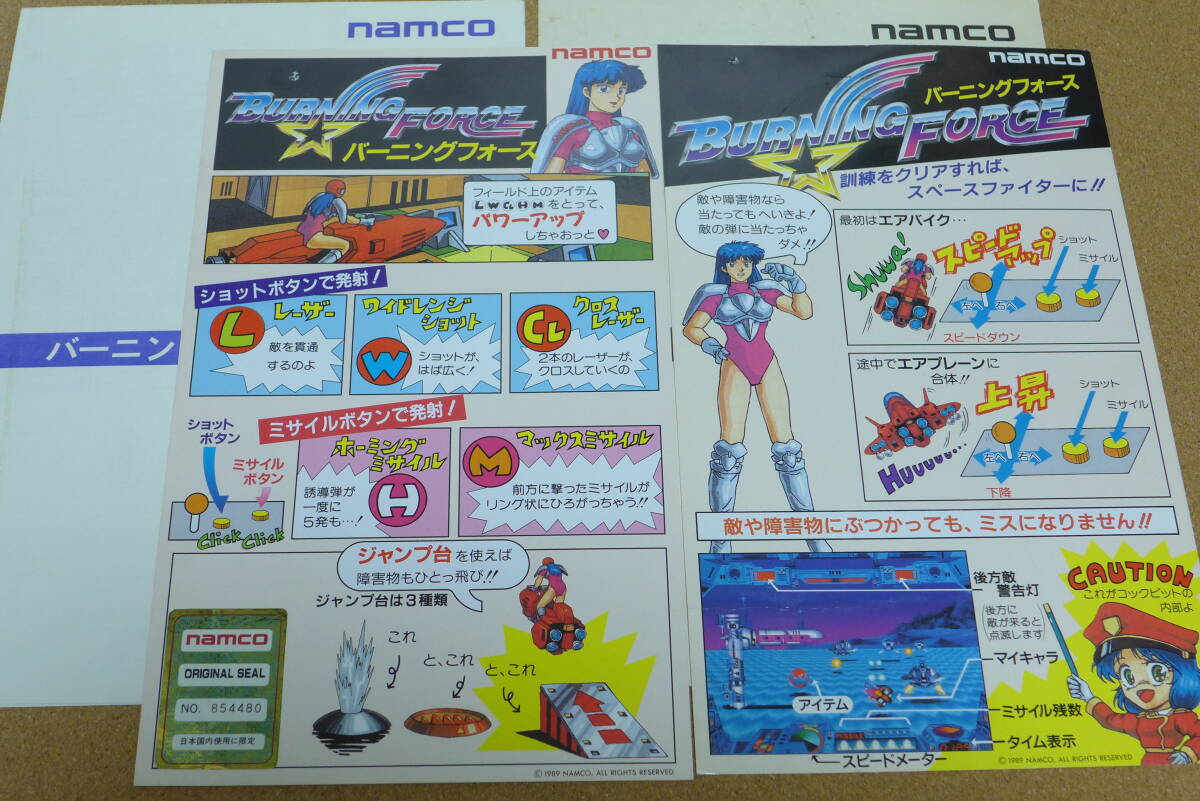 namco
namco
バーニン
namco
BURNING FORCE
バーニングフォース
フィールド上のアイテム
L W CL H M をとって、
パワーアップ
しちゃおっと♥
ショットボタンで発射!
L
レーザー
敵を貫通
するのよ
ワイドレンジ
ショット
W
ショットが、
はば広く!
CL
クロス
レーザー
2本のレーザーが、
クロスしていくの
ミサイルボタンで発射!
ショット
ボタン
ミサイル
ボタン
Click Click
ホーミング
ミサイル
H
誘導弾が
一度に
5発も…!
マックスミサイル
M
前方に撃ったミサイルが
リング状にひろがっちゃう!!
ジャンプ台を使えば
障害物もひとっ飛び!!
ジャンプ台は3種類
これ
と、これ
と、これ
namco
ORIGINAL SEAL
NO. 854480
日本国内使用に限定
©1989 NAMCO. ALL RIGHTS RESERVED
namco
バーニングフォース
BURNING FORCE
訓練をクリアすれば、
スペースファイターに!!
敵や障害物なら
当たっても へいきよ!
敵の弾に当たっちゃ
ダメ!!
最初はエアバイク…
Shuwa!
スピード
アップ
ショット
ミサイル
左へ
右へ
スピードダウン
途中でエアプレーンに
合体!!
Huuuuu…
上昇
ショット
ミサイル
左へ
右へ
下降
敵や障害物にぶつかっても、ミスになりません!!
CAUTION
これがコックピットの
内部よ
後方敵
警告灯
(後方に
敵が来ると
点滅します)
マイキャラ
アイテム
ミサイル残数
タイム表示
スピードメーター
MISSILE
©1989 NAMCO. ALL RIGHTS RESERVED